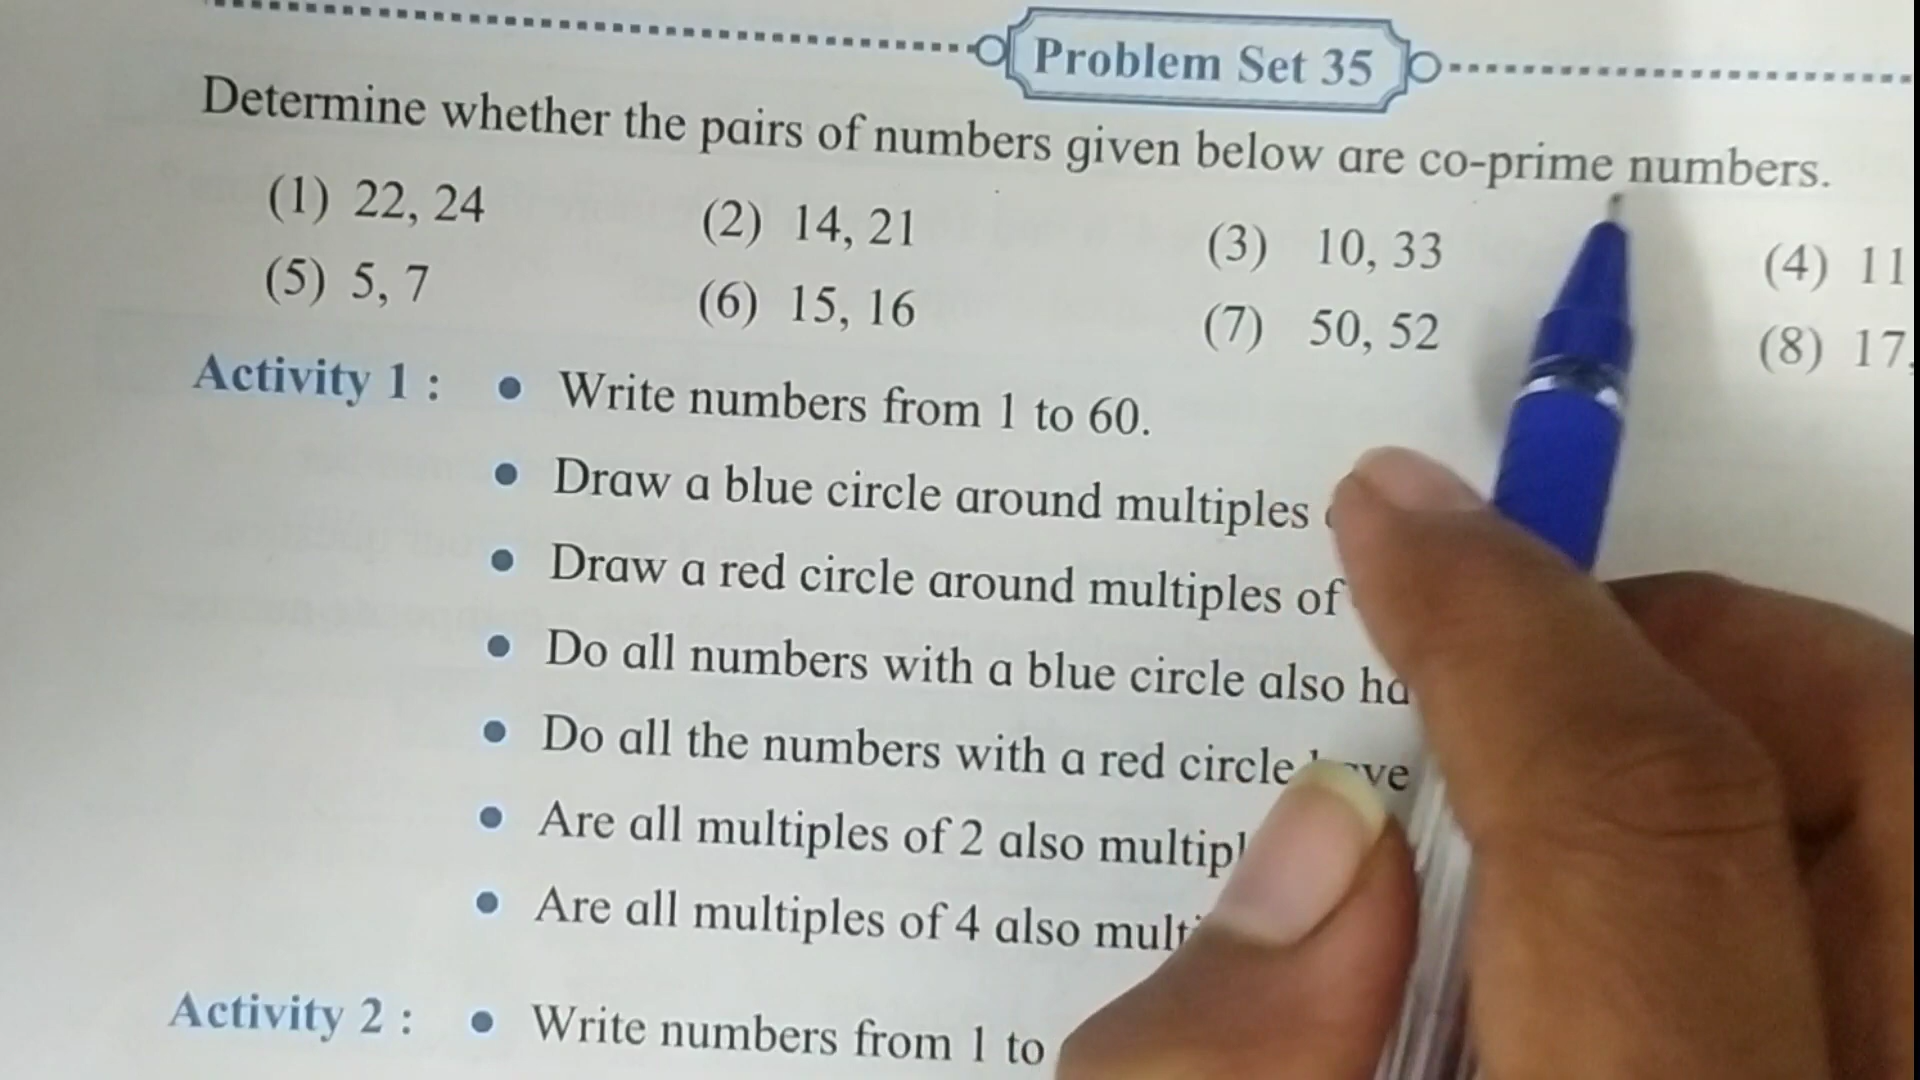 Problem Set 35
Determine whether the pairs of numbers given below are co-prime numbers.
(1) 22, 24 (2) 14, 21 (3) 10, 33 (4) 11
(5) 5, 7 (6) 15, 16 (7) 50, 52 (8) 17,
Activity 1 : • Write numbers from 1 to 60.
• Draw a blue circle around multiples
• Draw a red circle around multiples of
• Do all numbers with a blue circle also
• Do all the numbers with a red circle
• Are all multiples of 2 also
• Are all multiples of 4 also
Activity 2 : • Write numbers from 1 to